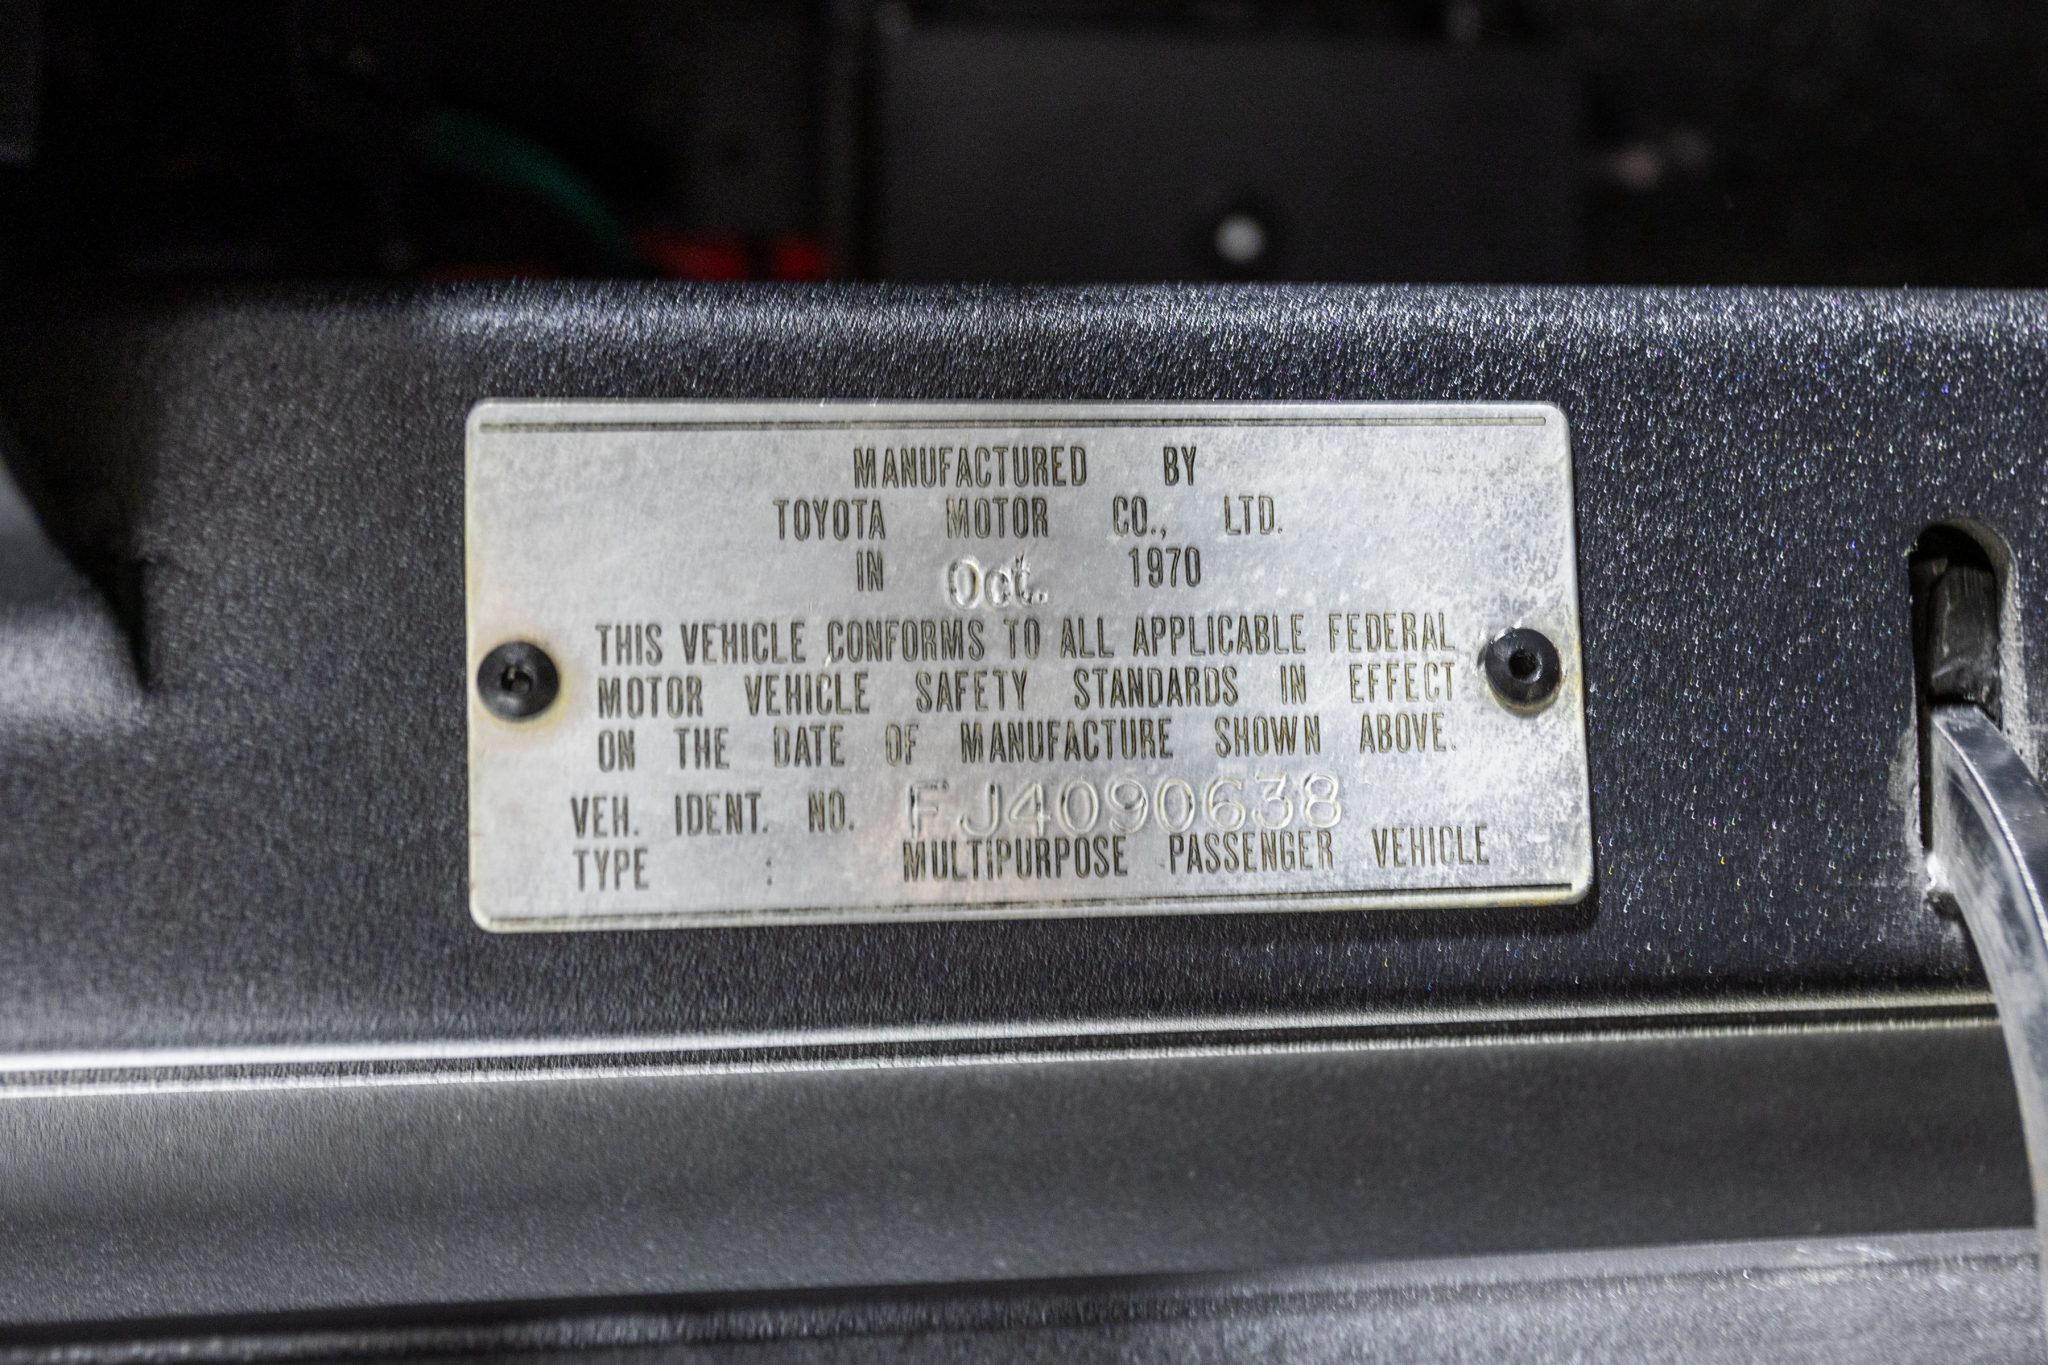 MANUFACTURED BY
TOYOTA MOTOR CO., LTD.
IN Oct. 1970
THIS VEHICLE CONFORMS TO ALL APPLICABLE FEDERAL
MOTOR VEHICLE SAFETY STANDARDS IN EFFECT
ON THE DATE OF MANUFACTURE SHOWN ABOVE.
VEH. IDENT. NO. FJ4090638
TYPE : MULTIPURPOSE PASSENGER VEHICLE